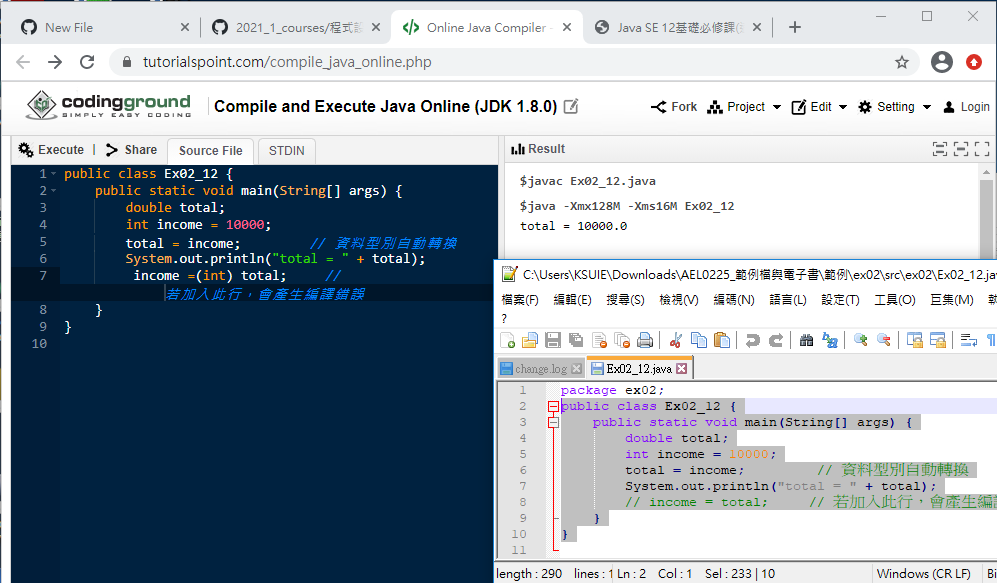 New File
2021_1_courses/程式設
Online Java Compiler -
Java SE 12基礎必修課(
tutorialspoint.com/compile_java_online.php
codingground
SIMPLY EASY CODING
Compile and Execute Java Online (JDK 1.8.0)
Fork Project Edit Setting Login
Execute | Share Source File STDIN
Result
1 public class Ex02_12 {
2 public static void main(String[] args) {
3 double total;
4 int income = 10000;
5 total = income; // 資料型別自動轉換
6 System.out.println("total = " + total);
7 income =(int) total; //
若加入此行，會產生編譯錯誤
8 }
9 }
10
$javac Ex02_12.java
$java -Xmx128M -Xms16M Ex02_12
total = 10000.0
C:\Users\KSUIE\Downloads\AEL0225_範例檔與電子書\範例\ex02\src\ex02\Ex02_12.jav
檔案(F) 編輯(E) 搜尋(S) 檢視(V) 編碼(N) 語言(L) 設定(T) 工具(O) 巨集(M) 執
?
change.log Ex02_12.java
1 package ex02;
2 public class Ex02_12 {
3 public static void main(String[] args) {
4 double total;
5 int income = 10000;
6 total = income; // 資料型別自動轉換
7 System.out.println("total = " + total);
8 // income = total; // 若加入此行，會產生編譯
9 }
10 }
11
length : 290 lines : 1 Ln : 2 Col : 1 Sel : 233 | 10 Windows (CR LF)